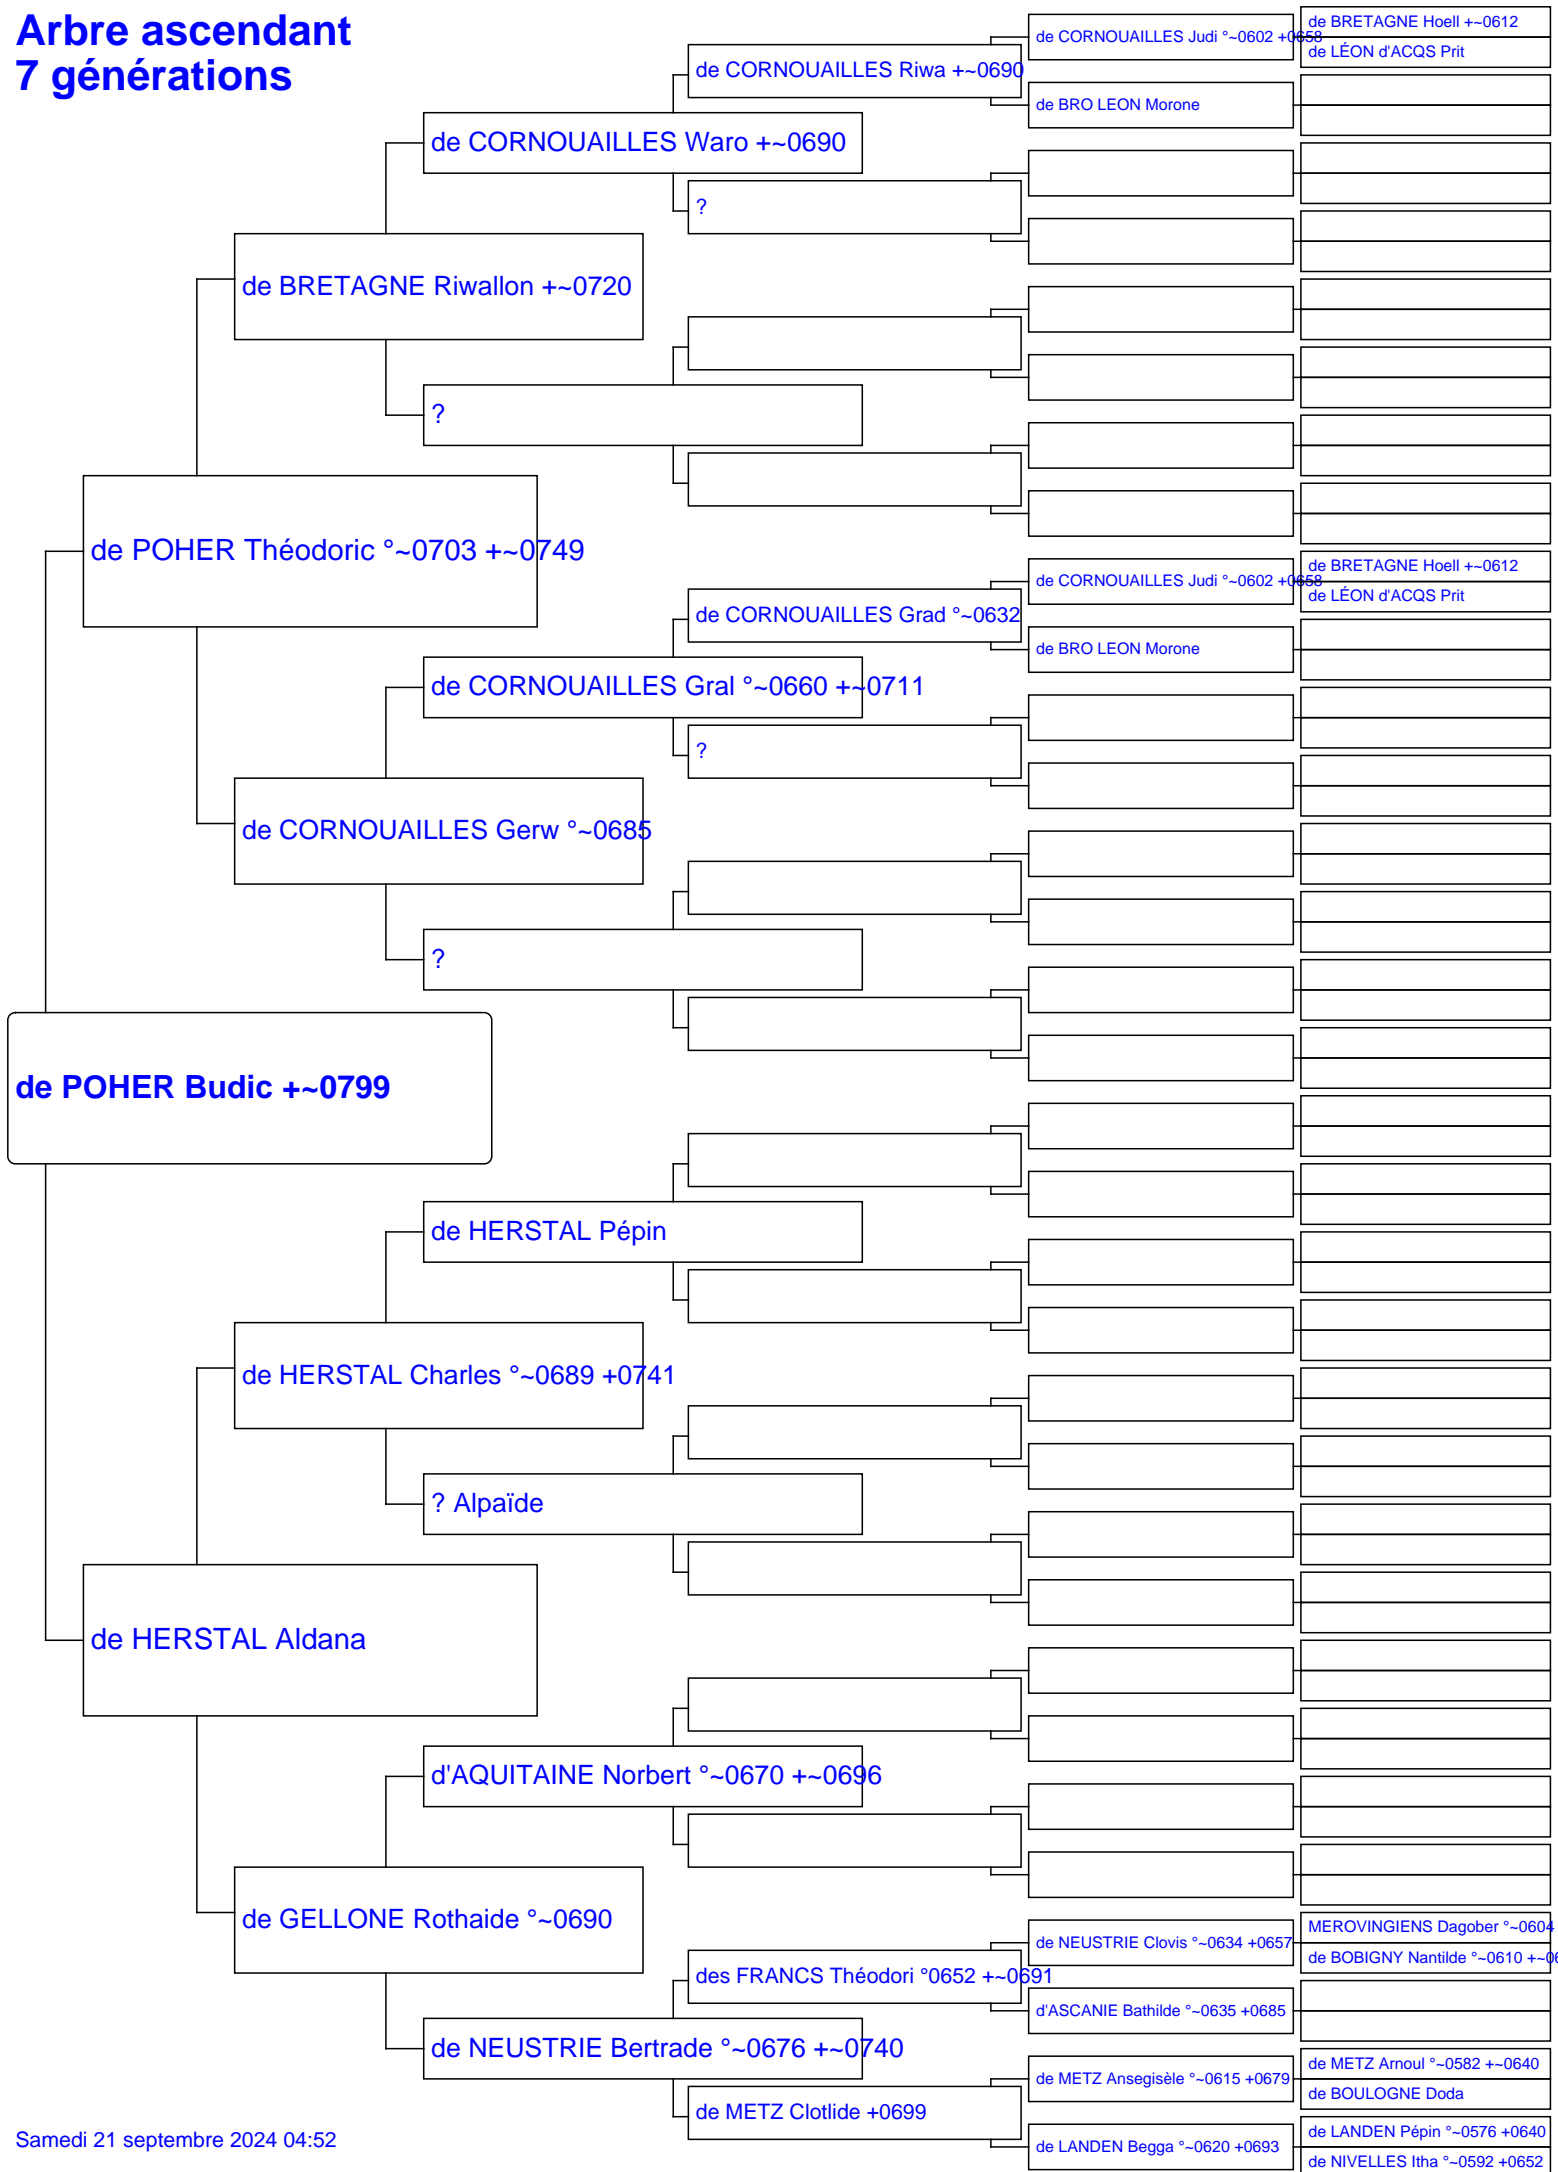 Arbre ascendant
7 générations
de BRETAGNE Hoell +~0612
de CORNOUAILLES Judi °~0602 +0658
de LÉON d'ACQS Prit
de CORNOUAILLES Riwa +~0690
de BRO LEON Morone
de CORNOUAILLES Waro +~0690
?
de BRETAGNE Riwallon +~0720
?
de POHER Théodoric °~0703 +~0749
de BRETAGNE Hoell +~0612
de CORNOUAILLES Judi °~0602 +0658
de LÉON d'ACQS Prit
de CORNOUAILLES Grad °~0632
de BRO LEON Morone
de CORNOUAILLES Gral °~0660 +~0711
?
de CORNOUAILLES Gerw °~0685
?
de POHER Budic +~0799
de HERSTAL Pépin
de HERSTAL Charles °~0689 +0741
? Alpaïde
de HERSTAL Aldana
d'AQUITAINE Norbert °~0670 +~0696
de GELLONE Rothaide °~0690
MEROVINGIENS Dagober °~0604
de NEUSTRIE Clovis °~0634 +0657
de BOBIGNY Nantilde °~0610
des FRANCS Théodori °0652 +~0691
d'ASCANIE Bathilde °~0635 +0685
de NEUSTRIE Bertrade °~0676 +~0740
de METZ Arnoul °~0582 +~0640
de METZ Ansegisèle °~0615 +0679
de BOULOGNE Doda
de METZ Clotlide +0699
de LANDEN Pépin °~0576 +0640
de LANDEN Begga °~0620 +0693
de NIVELLES Itha °~0592 +0652
Samedi 21 septembre 2024 04:52